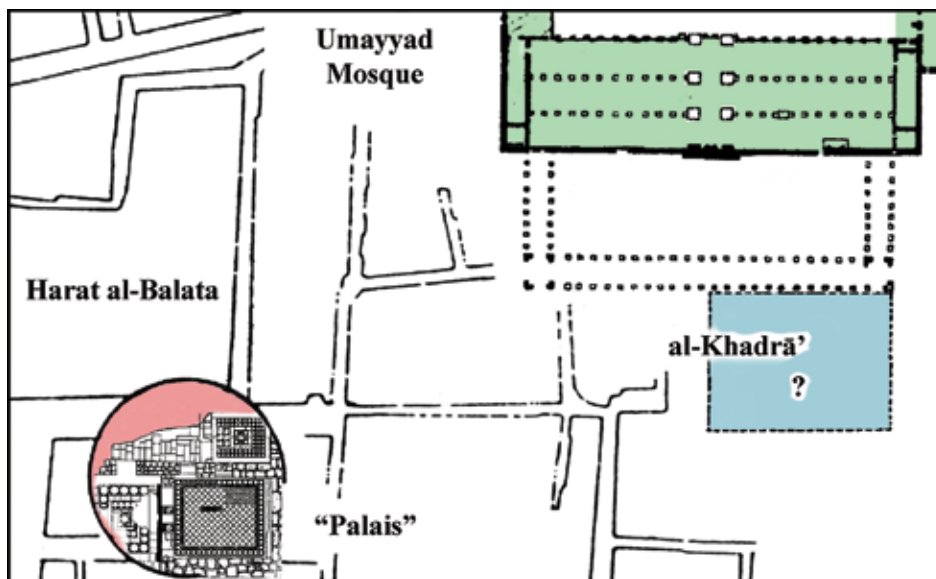 Umayyad
Mosque
Harat al-Balata
al-Khadrā’
?
“Palais”